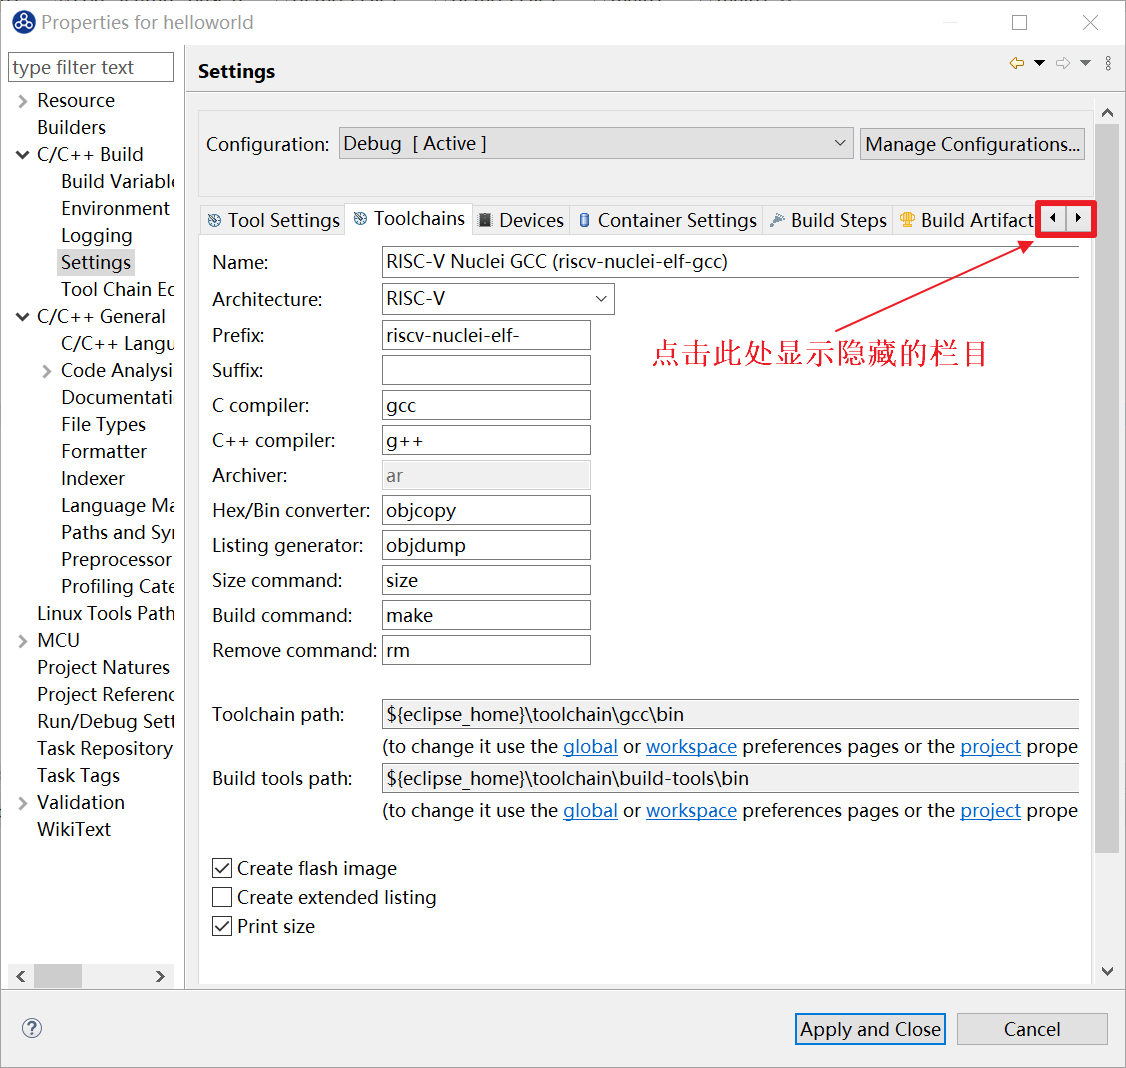 Properties for helloworld
type filter text
Resource
Builders
C/C++ Build
Build Variable
Environment
Logging
Settings
Tool Chain Ec
C/C++ General
C/C++ Langu
Code Analysi
Documentati
File Types
Formatter
Indexer
Language Ma
Paths and Syr
Preprocessor
Profiling Cate
Linux Tools Path
MCU
Project Natures
Project Referenc
Run/Debug Sett
Task Repository
Task Tags
Validation
WikiText
Settings
Configuration: Debug [ Active ] Manage Configurations...
Tool Settings Toolchains Devices Container Settings Build Steps Build Artifact
Name: RISC-V Nuclei GCC (riscv-nuclei-elf-gcc)
Architecture: RISC-V
Prefix: riscv-nuclei-elf-
点击此处显示隐藏的栏目
Suffix:
C compiler: gcc
C++ compiler: g++
Archiver: ar
Hex/Bin converter: objcopy
Listing generator: objdump
Size command: size
Build command: make
Remove command: rm
Toolchain path: ${eclipse_home}\toolchain\gcc\bin
(to change it use the global or workspace preferences pages or the project prope
Build tools path: ${eclipse_home}\toolchain\build-tools\bin
(to change it use the global or workspace preferences pages or the project prope
Create flash image
Create extended listing
Print size
Apply and Close Cancel